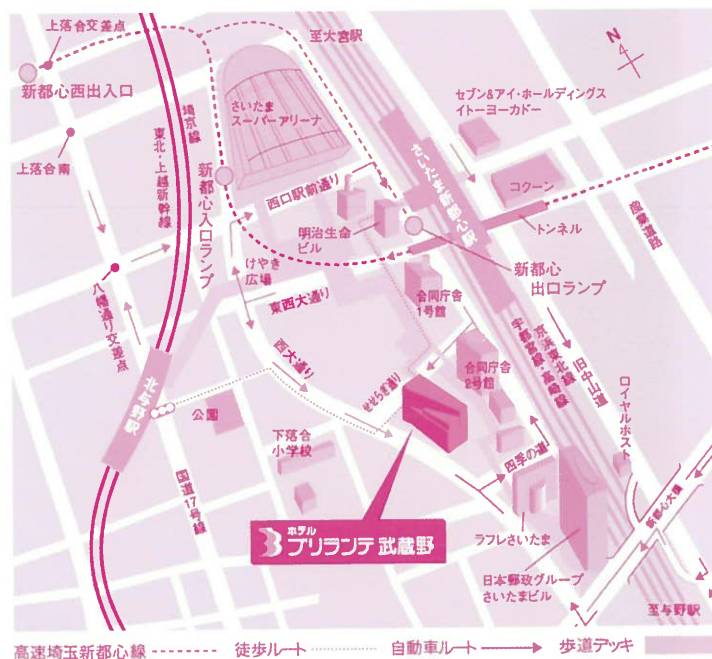 上落合交差点
至大宮駅
N
新都心西出入口
セブン&アイ・ホールディングス
イトーヨーカドー
さいたま
スーパーアリーナ
埼京線
東北・上越新幹線
さいたま新都心駅
上落合南
新都心入口ランプ
西口駅前通り
コクーン
産業道路
明治生命
ビル
トンネル
けやき
広場
新都心
出口ランプ
八幡通り交差点
東西大通り
合同庁舎
1号館
西大通り
京浜東北線
宇都宮線・高崎線
旧中山道
北与野駅
せせらぎ通り
合同庁舎
2号館
ロイヤルホスト
公園
下落合
小学校
四季の道
国道17号線
新都心大橋
ホテル
ブリランテ武蔵野
ラフレさいたま
日本郵政グループ
さいたまビル
至与野駅
高速埼玉新都心線
徒歩ルート
自動車ルート
歩道デッキ